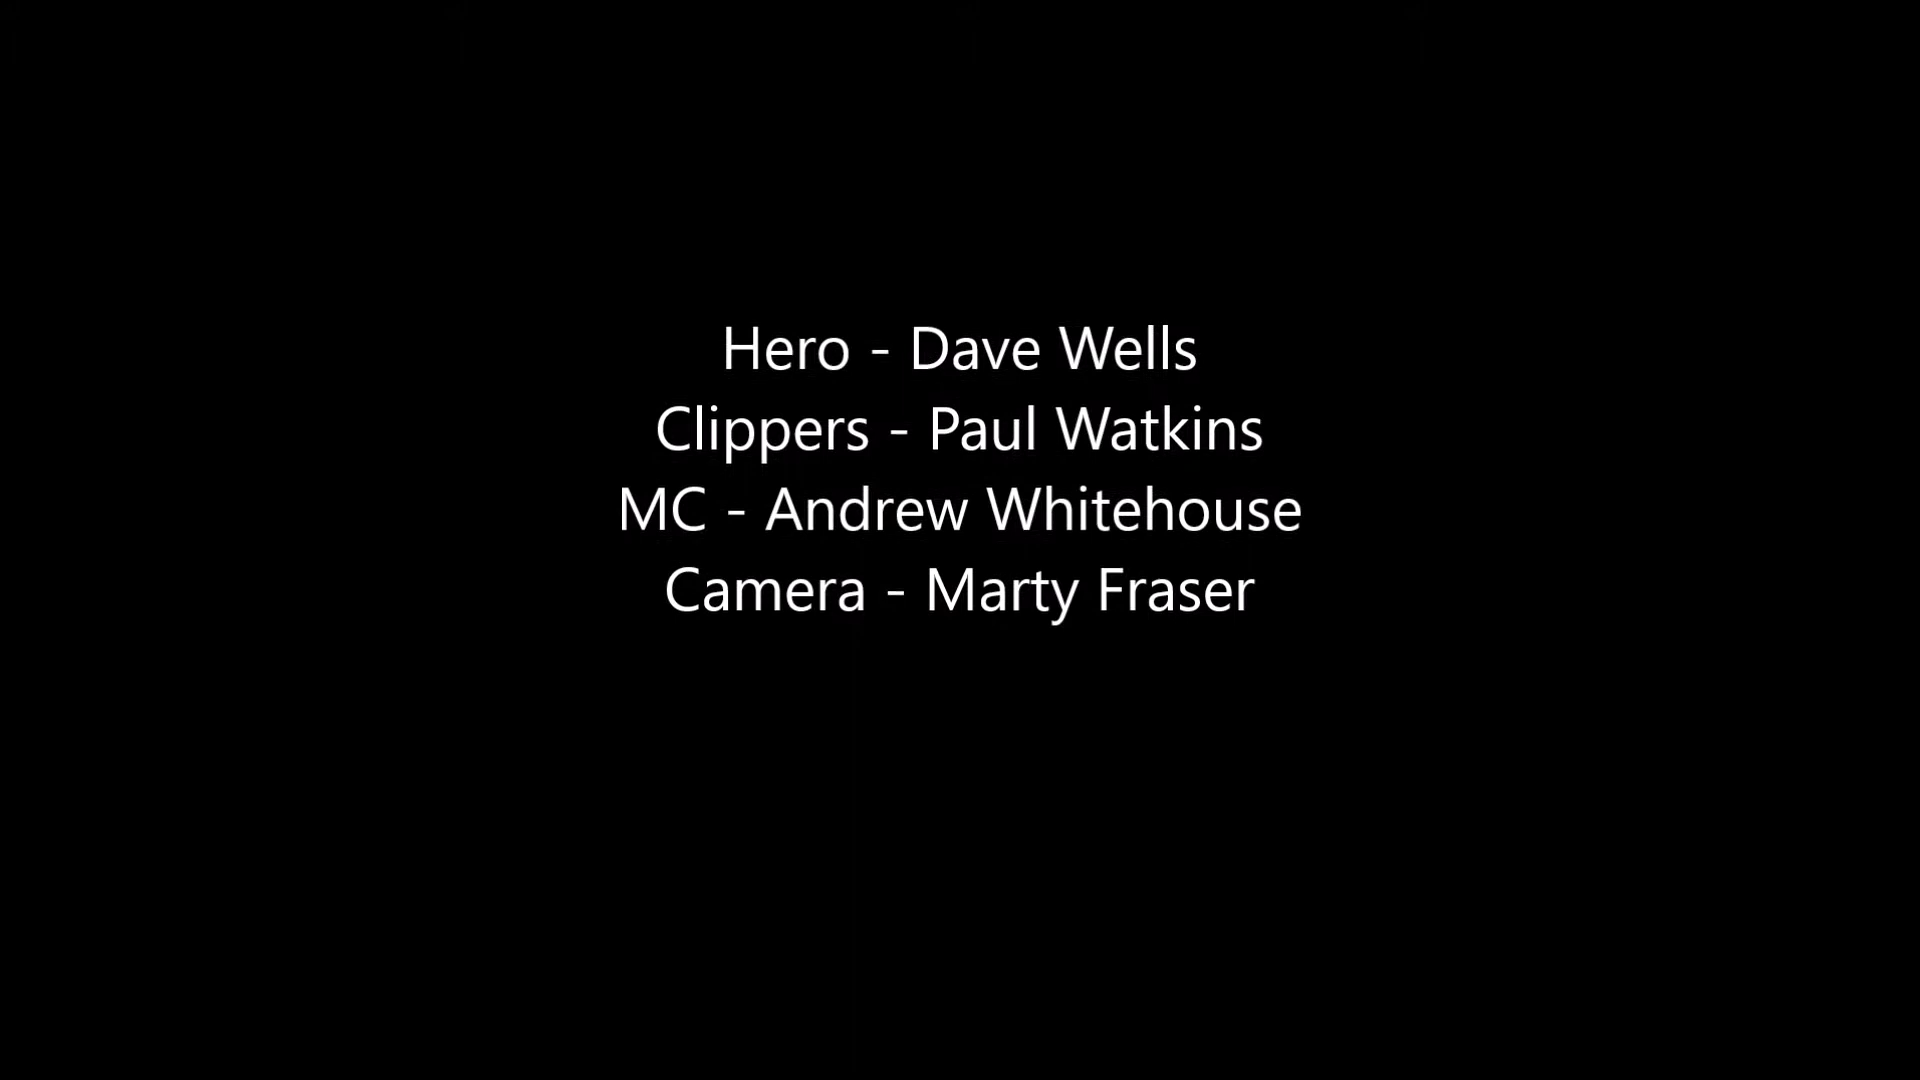 Hero - Dave Wells
Clippers - Paul Watkins
MC - Andrew Whitehouse
Camera - Marty Fraser